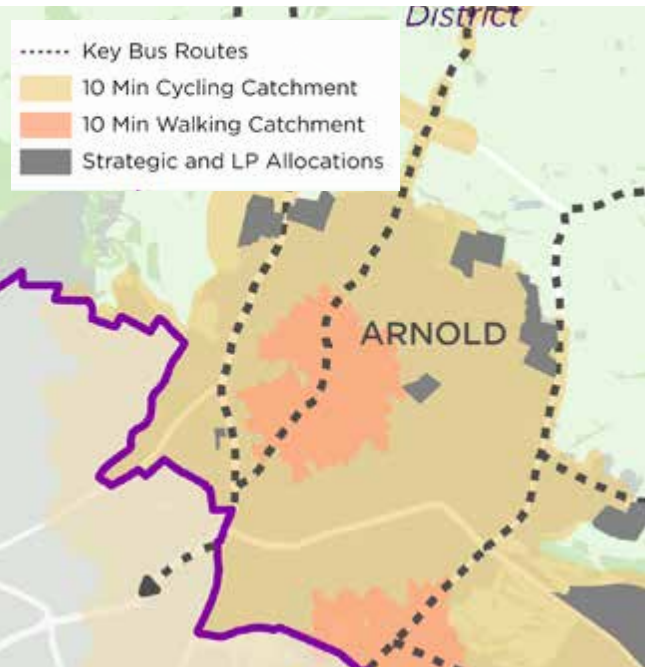 District
Key Bus Routes
10 Min Cycling Catchment
10 Min Walking Catchment
Strategic and LP Allocations
ARNOLD